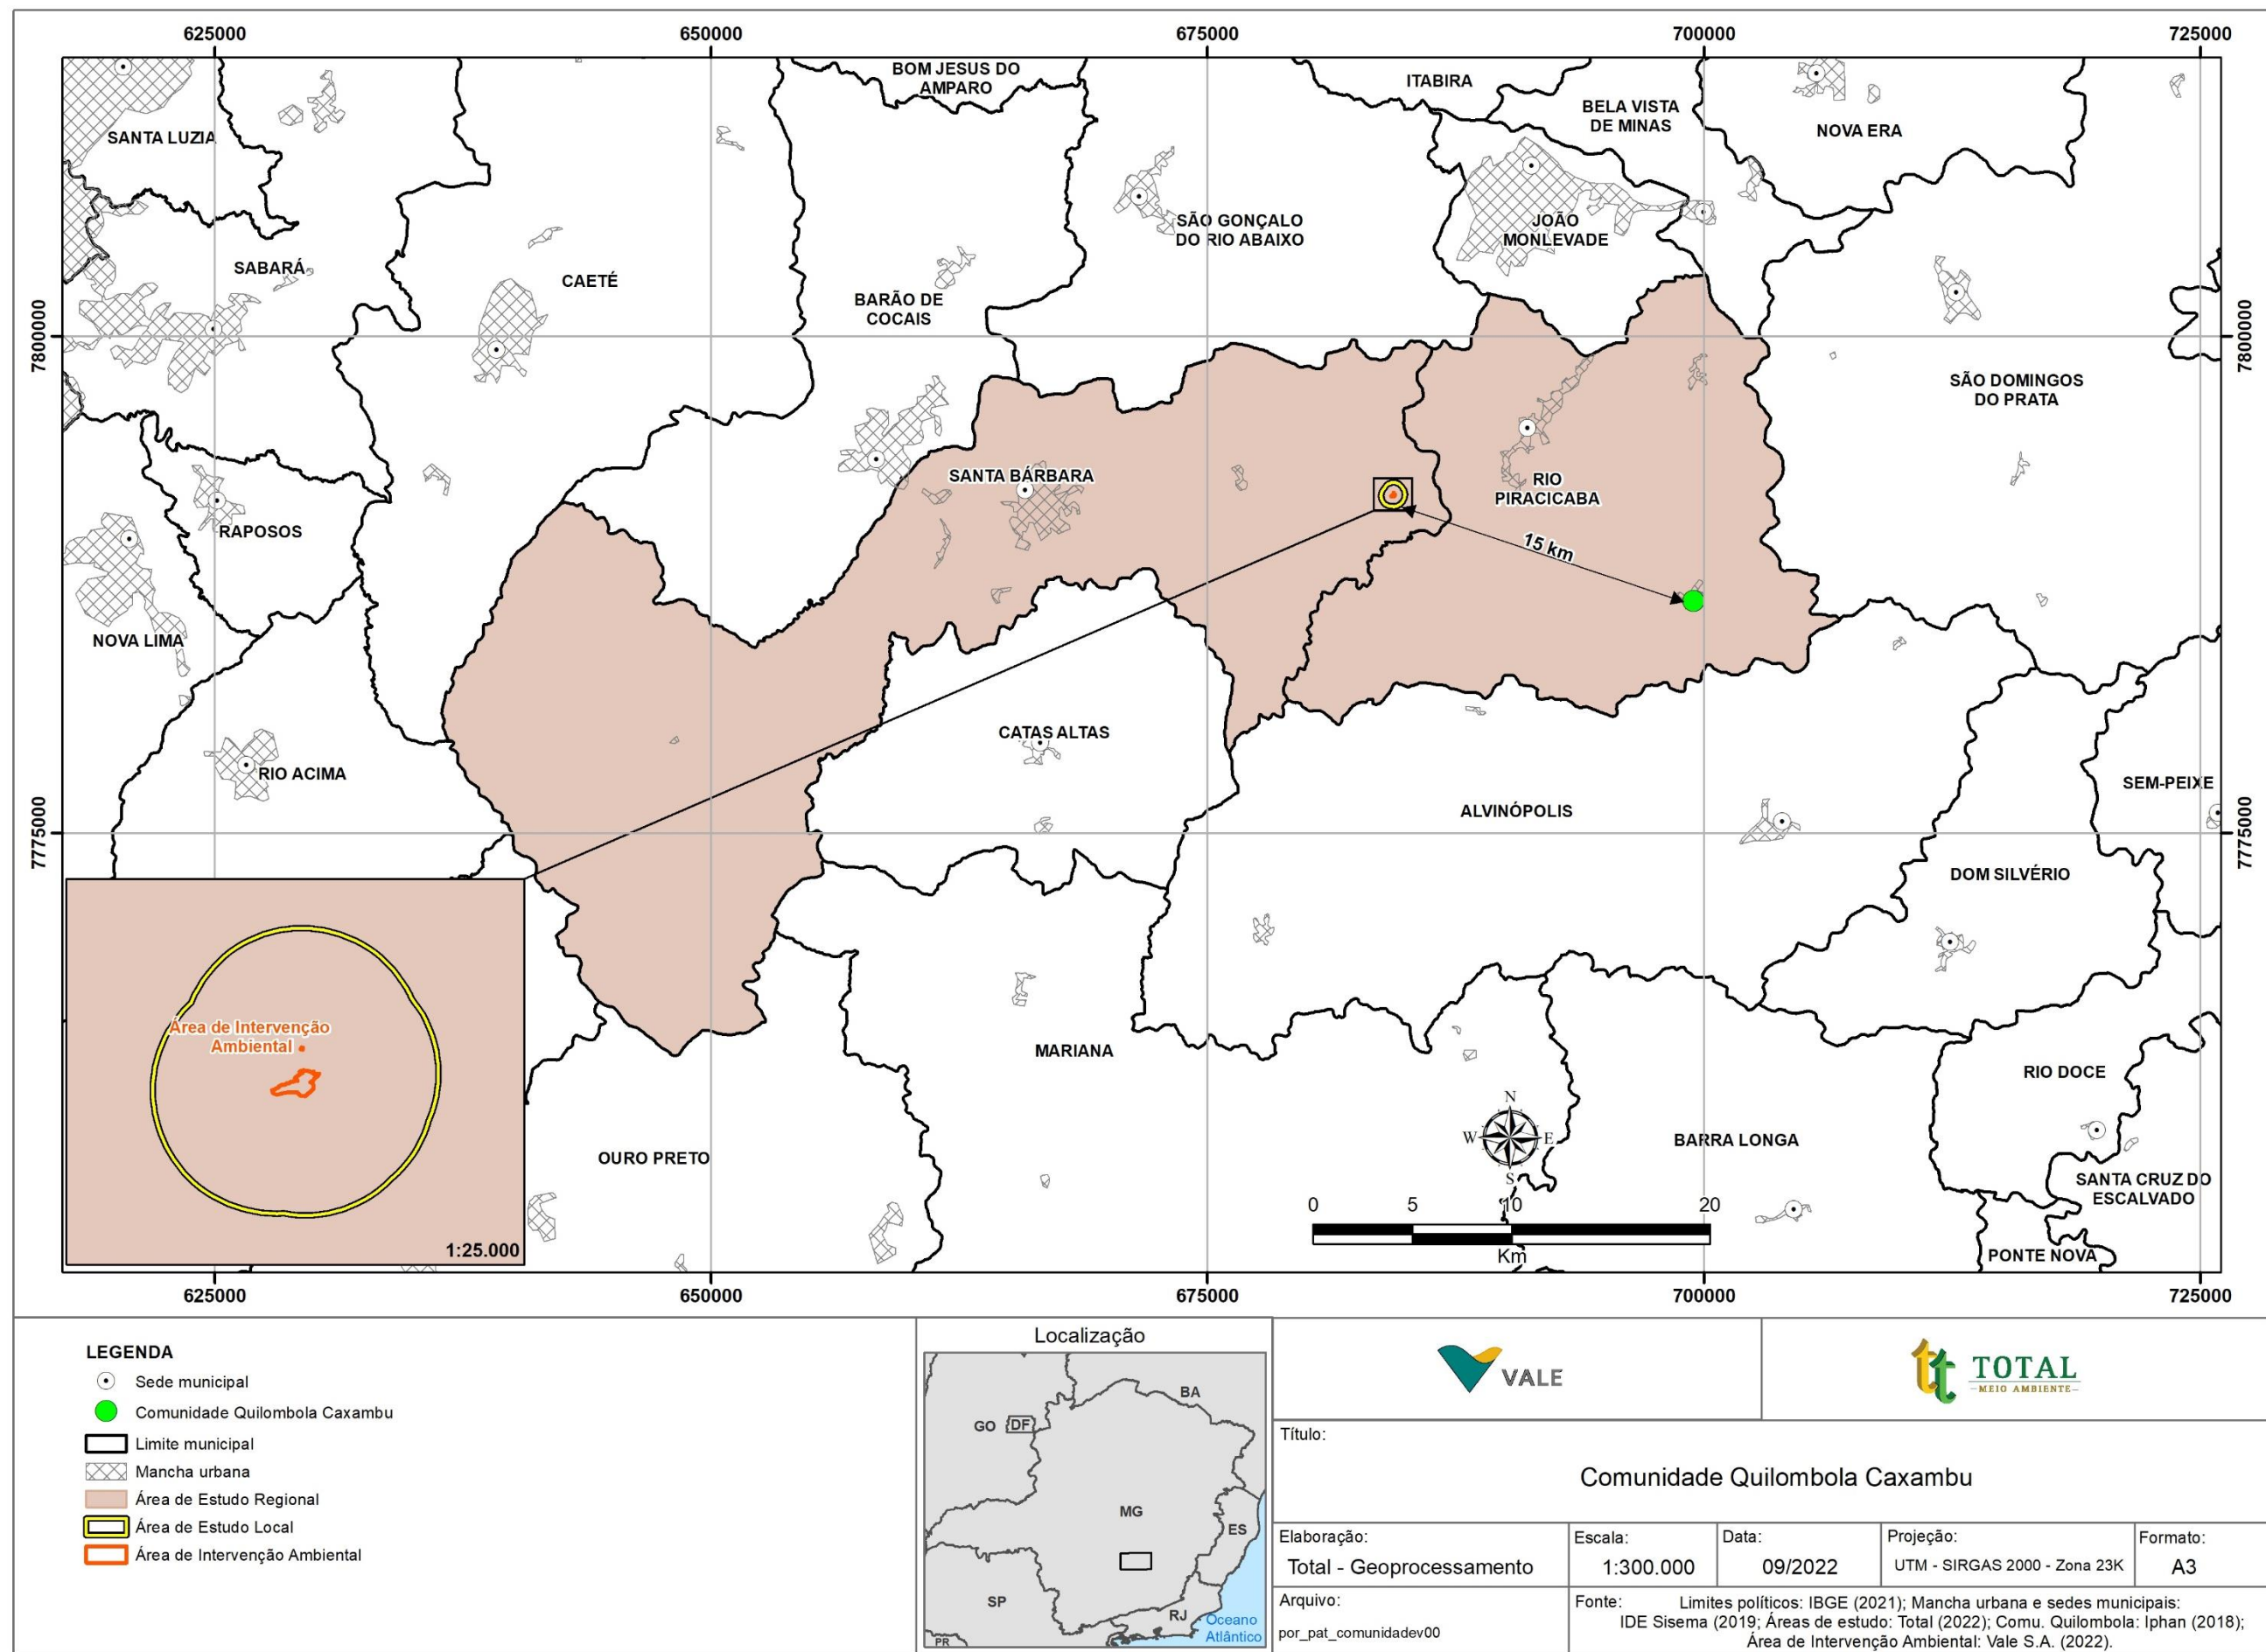 625000
650000
675000
700000
725000
BOM JESUS DO
AMPARO
ITABIRA
BELA VISTA
DE MINAS
NOVA ERA
SANTA LUZIA
SÃO GONÇALO
DO RIO ABAIXO
JOÃO
MONLEVADE
SABARÁ
CAETÉ
BARÃO DE
COCAIS
7800000
7800000
SÃO DOMINGOS
DO PRATA
SANTA BÁRBARA
RIO
PIRACICABA
RAPOSOS
15 km
NOVA LIMA
CATAS ALTAS
RIO ACIMA
SEM-PEIXE
ALVINÓPOLIS
7775000
7775000
DOM SILVÉRIO
Área de Intervenção
Ambiental
MARIANA
RIO DOCE
N
W
E
S
BARRA LONGA
OURO PRETO
SANTA CRUZ DO
ESCALVADO
0
5
10
20
Km
1:25.000
PONTE NOVA
625000
650000
675000
700000
725000
LEGENDA
Sede municipal
Comunidade Quilombola Caxambu
Limite municipal
Mancha urbana
Área de Estudo Regional
Área de Estudo Local
Área de Intervenção Ambiental
Localização
BA
GO
DF
MG
ES
SP
RJ
PR
Oceano
Atlântico
VALE
tt TOTAL
MEIO AMBIENTE
Título:
Comunidade Quilombola Caxambu
Elaboração:
Total - Geoprocessamento
Escala:
1:300.000
Data:
09/2022
Projeção:
UTM - SIRGAS 2000 - Zona 23K
Formato:
A3
Arquivo:
por_pat_comunidadev00
Fonte:
Limites políticos: IBGE (2021); Mancha urbana e sedes municipais:
IDE Sisema (2019; Áreas de estudo: Total (2022); Comu. Quilombola: Iphan (2018);
Área de Intervenção Ambiental: Vale S.A. (2022).